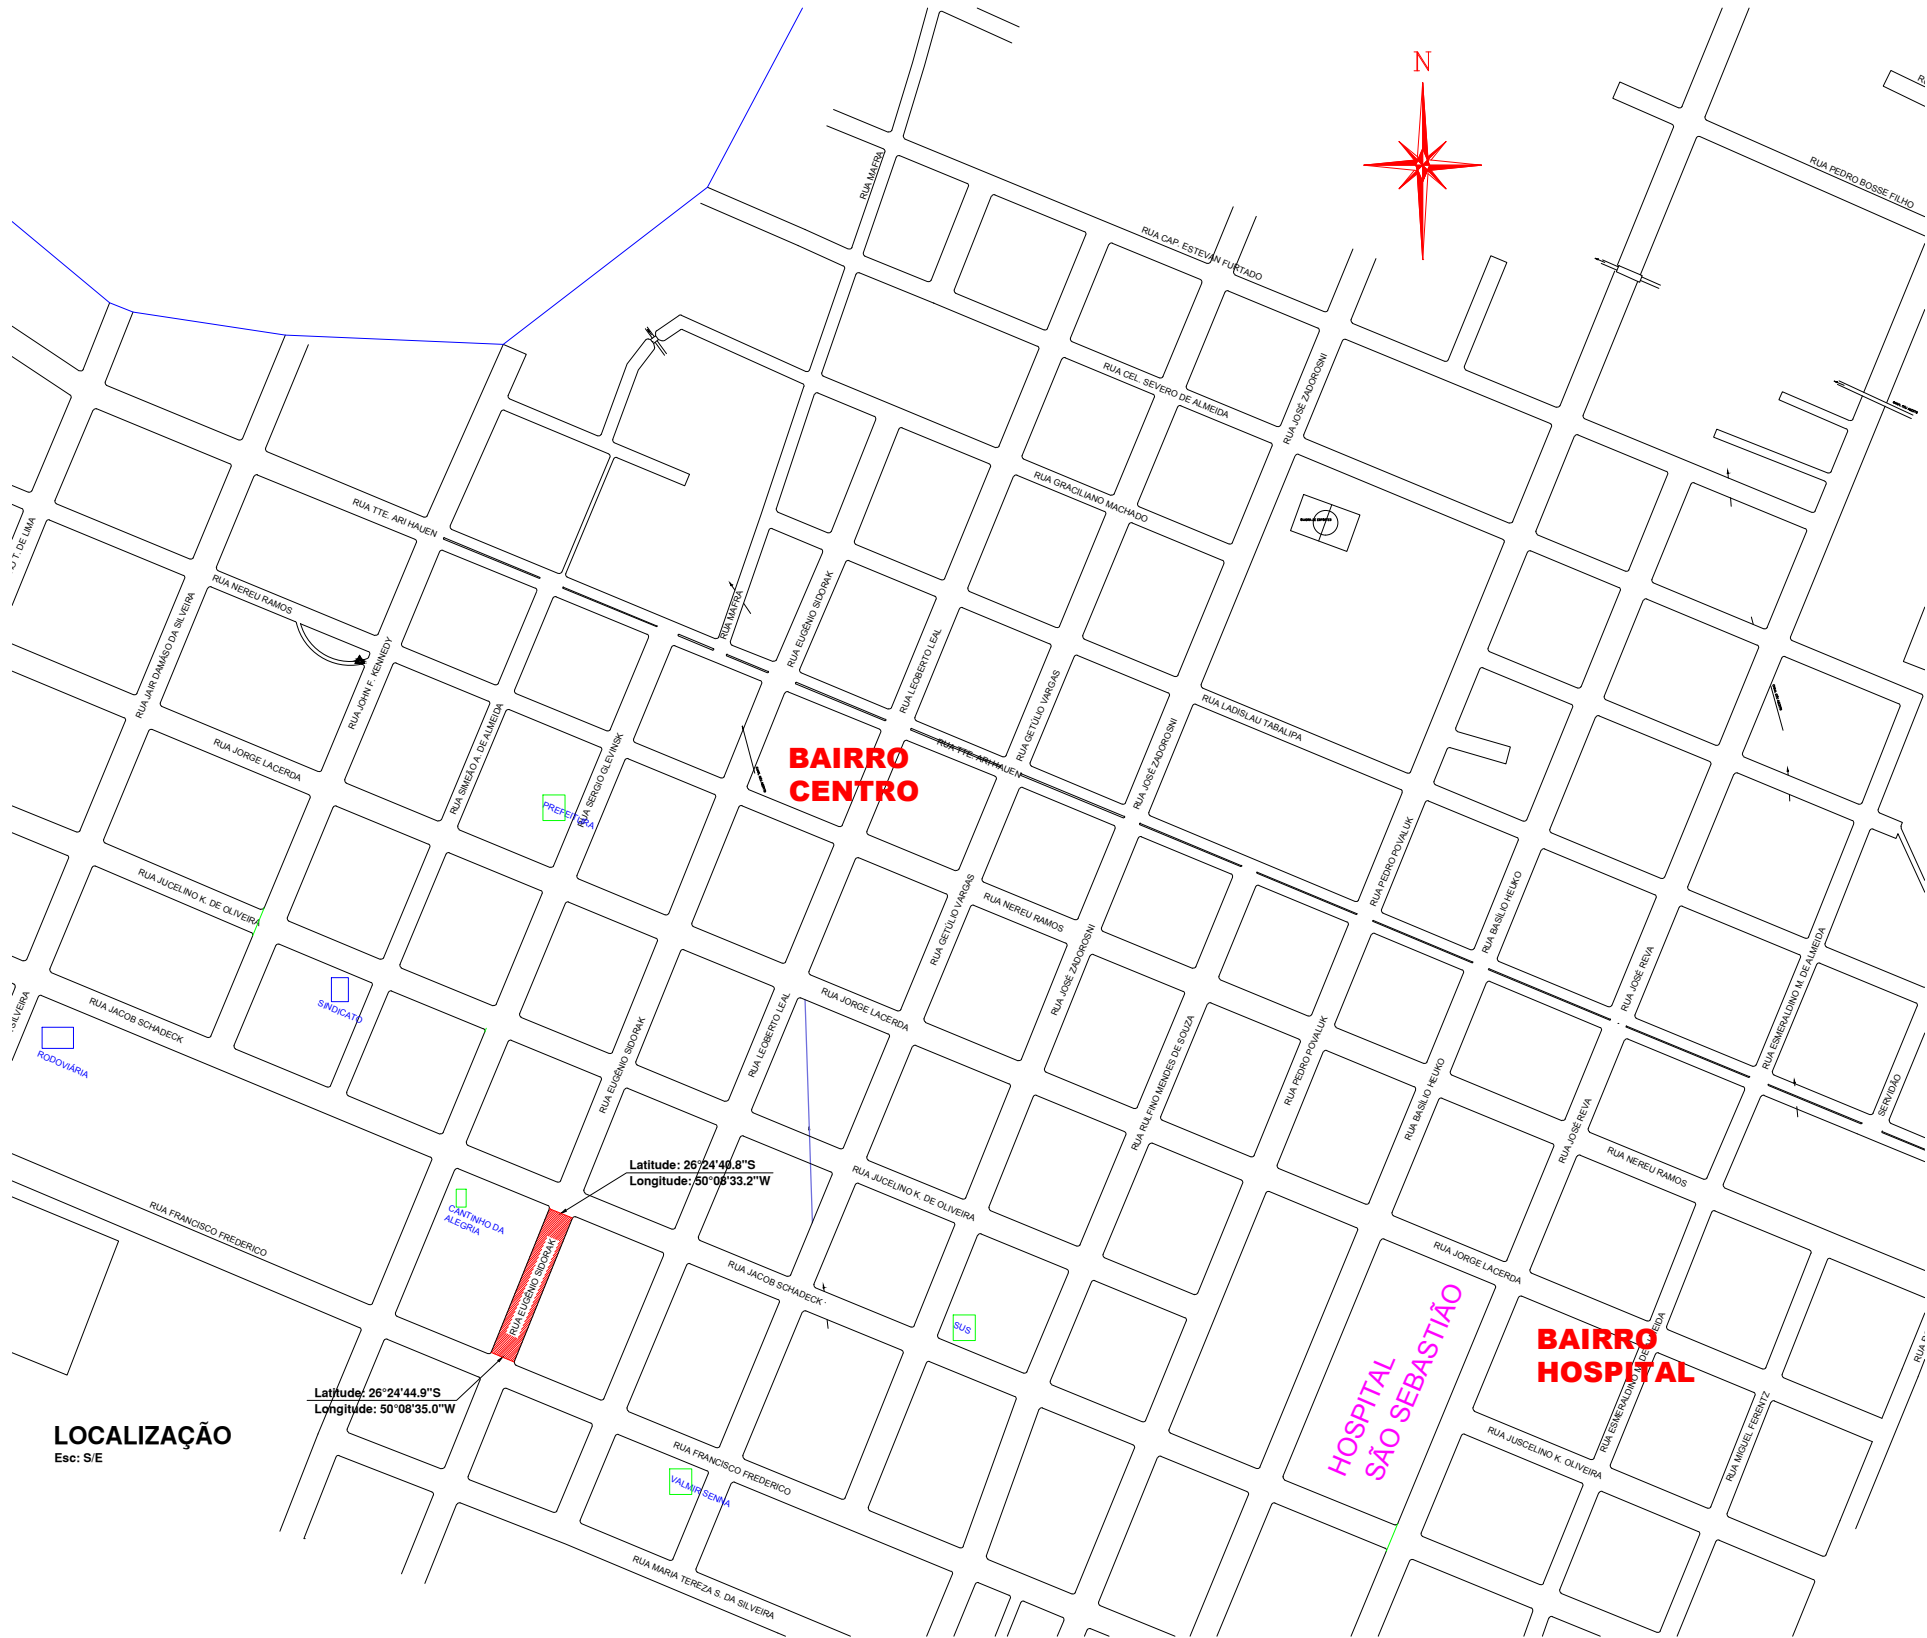 N
RUA PEDRO BOSSE FILHO
RUA MAFRA
RUA CAP. ESTEVAN FURTADO
RUA CEL. SEVERO DE ALMEIDA
RUA JOSÉ ZADOROSNI
RUA GRACILIANO MACHADO
RUA TTE. ARI HAUEN
T. DE LIMA
RUA NEREU RAMOS
RUA JAIR DAMÁSO DA SILVEIRA
RUA JOHN F. KENNEDY
RUA MAFRA
RUA EUGÊNIO SIDORAK
RUA LEOBERTO LEAL
RUA GETÚLIO VARGAS
RUA LADISLAU TABALIPA
RUA JORGE LACERDA
RUA SIMEÃO A. DE ALMEIDA
RUA SERGIO GLEVINSK
PREFEITURA
BAIRRO
CENTRO
RUA TTE. ARI HAUEN
RUA JOSÉ ZADOROSNI
RUA PEDRO POVALUK
RUA BASÍLIO HEUKO
RUA JOSÉ REVA
RUA ESMERALDINO M. DE ALMEIDA
RUA JUCELINO K. DE OLIVEIRA
RUA GETÚLIO VARGAS
RUA NEREU RAMOS
RUA JOSÉ ZADOROSNI
SINDICATO
RUA JACOB SCHADECK
SILVEIRA
RODOVIÁRIA
RUA EUGÊNIO SIDORAK
RUA LEOBERTO LEAL
RUA JORGE LACERDA
RUA RULFINO MENDES DE SOUZA
RUA PEDRO POVALUK
RUA BASÍLIO HEUKO
RUA JOSÉ REVA
SERVIDÃO
RUA NEREU RAMOS
Latitude: 26°24'40.8"S
Longitude: 50°08'33.2"W
RUA JUCELINO K. DE OLIVEIRA
CANTINHO DA
ALEGRIA
RUA FRANCISCO FREDERICO
RUA EUGÊNIO SIDORAK
RUA JACOB SCHADECK
SUS
RUA JORGE LACERDA
HOSPITAL
SÃO SEBASTIÃO
BAIRRO
HOSPITAL
RUA ESMERALDINO M. DE ALMEIDA
RUA MIGUEL FERENTZ
Latitude: 26°24'44.9"S
Longitude: 50°08'35.0"W
LOCALIZAÇÃO
Esc: S/E
RUA FRANCISCO FREDERICO
VALMIR SENNA
RUA JUSCELINO K. OLIVEIRA
RUA MARIA TEREZA S. DA SILVEIRA